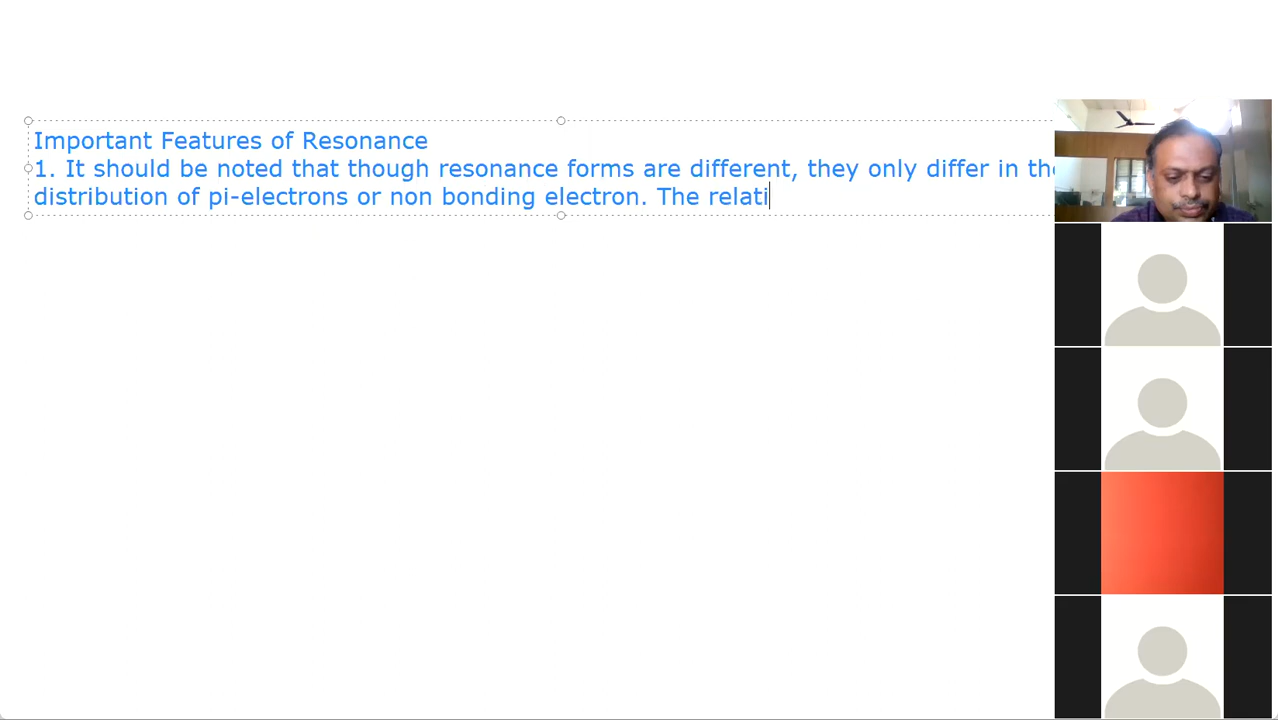 Important Features of Resonance
1. It should be noted that though resonance forms are different, they only differ in the
distribution of pi-electrons or non bonding electron. The relati